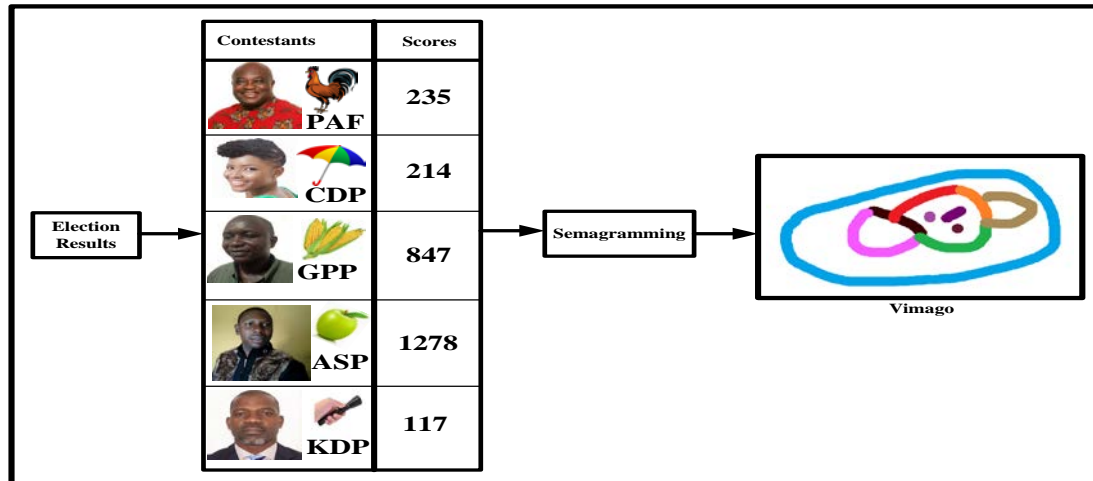 Contestants Scores
PAF 235
CDP 214
Election
Results
GPP 847
ASP 1278
KDP 117
Semagramming
Vimago